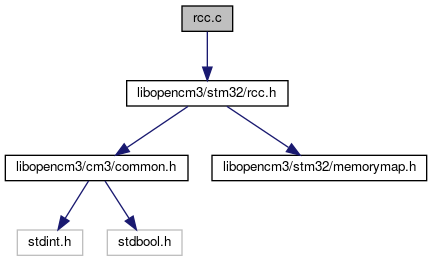 rcc.c
libopencm3/stm32/rcc.h
libopencm3/cm3/common.h
libopencm3/stm32/memorymap.h
stdint.h
stdbool.h